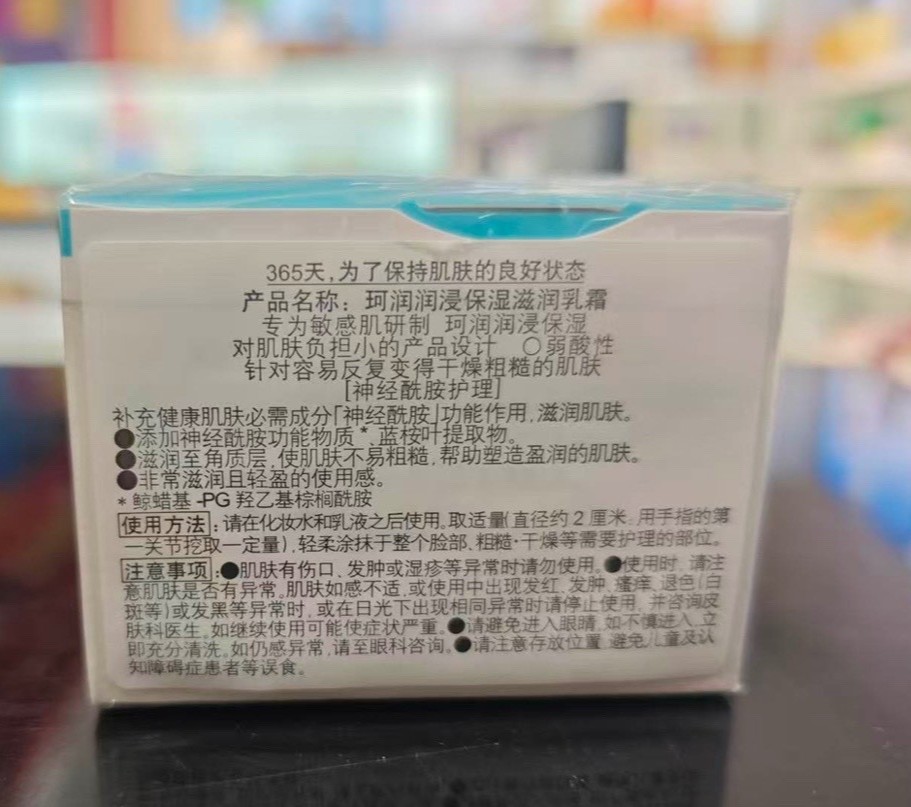 365天,为了保持肌肤的良好状态
产品名称：珂润润浸保湿滋润乳霜
专为敏感肌研制 珂润润浸保湿
对肌肤负担小的产品设计 ○弱酸性
针对容易反复变得干燥粗糙的肌肤
[神经酰胺护理]
补充健康肌肤必需成分「神经酰胺」功能作用,滋润肌肤。
●添加神经酰胺功能物质*、蓝桉叶提取物。
●滋润至角质层,使肌肤不易粗糙,帮助塑造盈润的肌肤。
●非常滋润且轻盈的使用感。
*鲸蜡基-PG羟乙基棕榈酰胺
使用方法：请在化妆水和乳液之后使用。取适量(直径约2厘米:用手指的第
一关节挖取一定量),轻柔涂抹于整个脸部、粗糙·干燥等需要护理的部位。
注意事项：●肌肤有伤口、发肿或湿疹等异常时请勿使用。●使用时,请注
意肌肤是否有异常。肌肤如感不适,或使用中出现发红、发肿、瘙痒、退色(白
斑等)或发黑等异常时,或在日光下出现相同异常时请停止使用,并咨询皮
肤科医生。如继续使用可能使症状严重。●请避免进入眼睛,如不慎进入,立
即充分清洗。如仍感异常,请至眼科咨询。●请注意存放位置,避免儿童及认
知障碍症患者等误食。